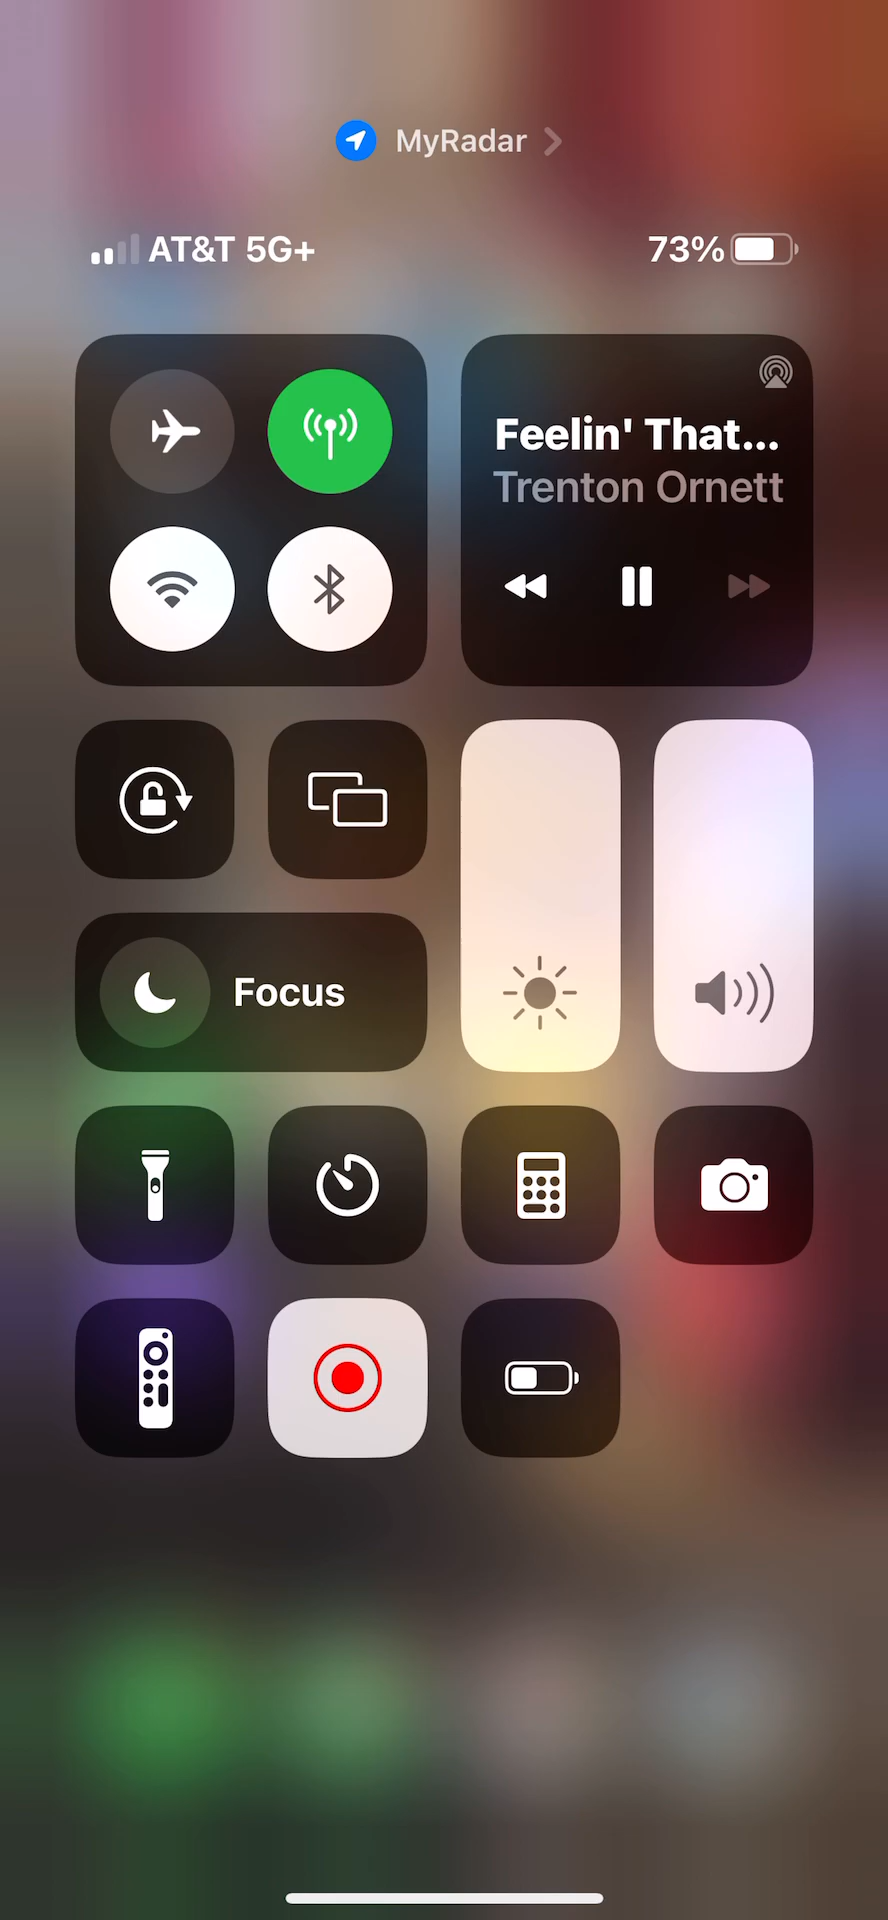 MyRadar
AT&T 5G+
73%
Feelin' That...
Trenton Ornett
Focus